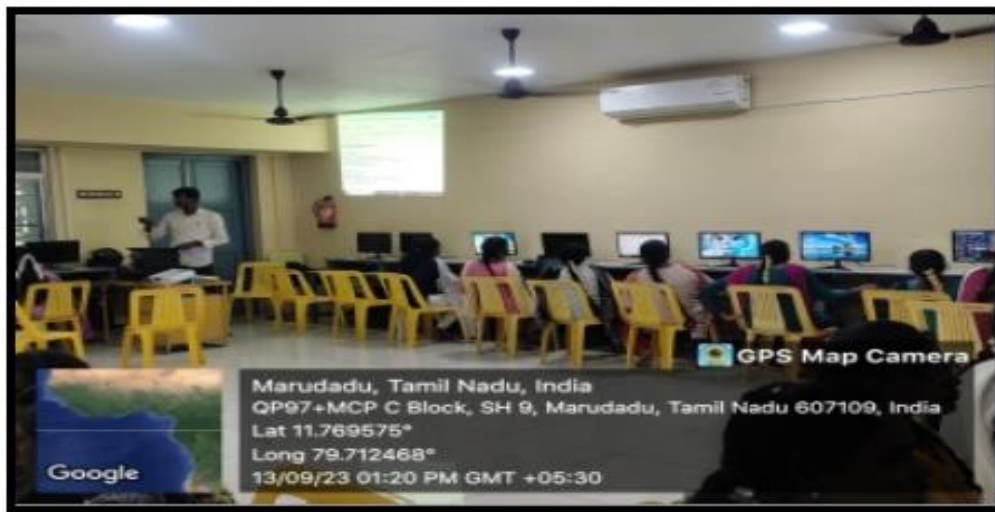 GPS Map Camera
Marudadu, Tamil Nadu, India
QP97+MCP C Block, SH 9, Marudadu, Tamil Nadu 607109, India
Lat 11.769575°
Long 79.712468°
13/09/23 01:20 PM GMT +05:30
Google